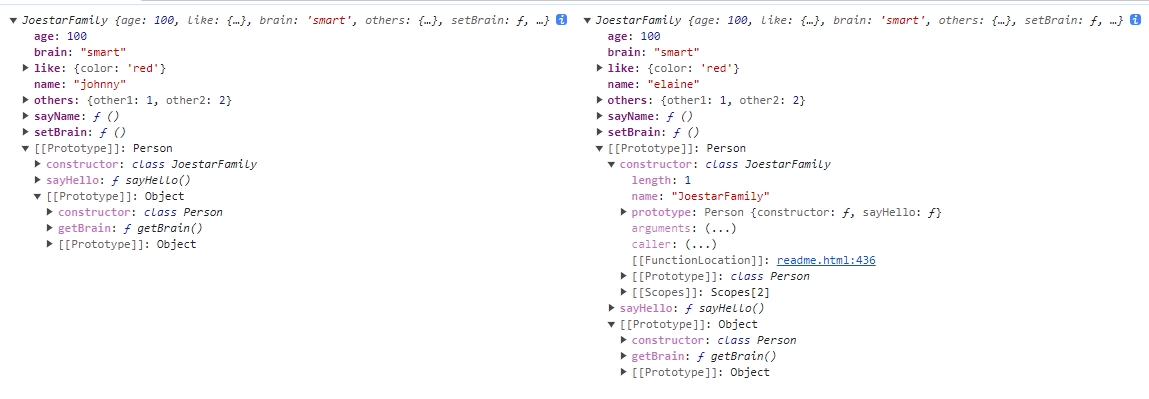 JoestarFamily {age: 100, like: {…}, brain: 'smart', others: {…}, setBrain: ƒ, …}
age: 100
brain: "smart"
like: {color: 'red'}
name: "johnny"
others: {other1: 1, other2: 2}
sayName: ƒ ()
setBrain: ƒ ()
[[Prototype]]: Person
constructor: class JoestarFamily
sayHello: ƒ sayHello()
[[Prototype]]: Object
constructor: class Person
getBrain: ƒ getBrain()
[[Prototype]]: Object
JoestarFamily {age: 100, like: {…}, brain: 'smart', others: {…}, setBrain: ƒ, …}
age: 100
brain: "smart"
like: {color: 'red'}
name: "elaine"
others: {other1: 1, other2: 2}
sayName: ƒ ()
setBrain: ƒ ()
[[Prototype]]: Person
constructor: class JoestarFamily
length: 1
name: "JoestarFamily"
prototype: Person {constructor: ƒ, sayHello: ƒ}
arguments: (...)
caller: (...)
[[FunctionLocation]]: readme.html:436
[[Prototype]]: class Person
[[Scopes]]: Scopes[2]
sayHello: ƒ sayHello()
[[Prototype]]: Object
constructor: class Person
getBrain: ƒ getBrain()
[[Prototype]]: Object